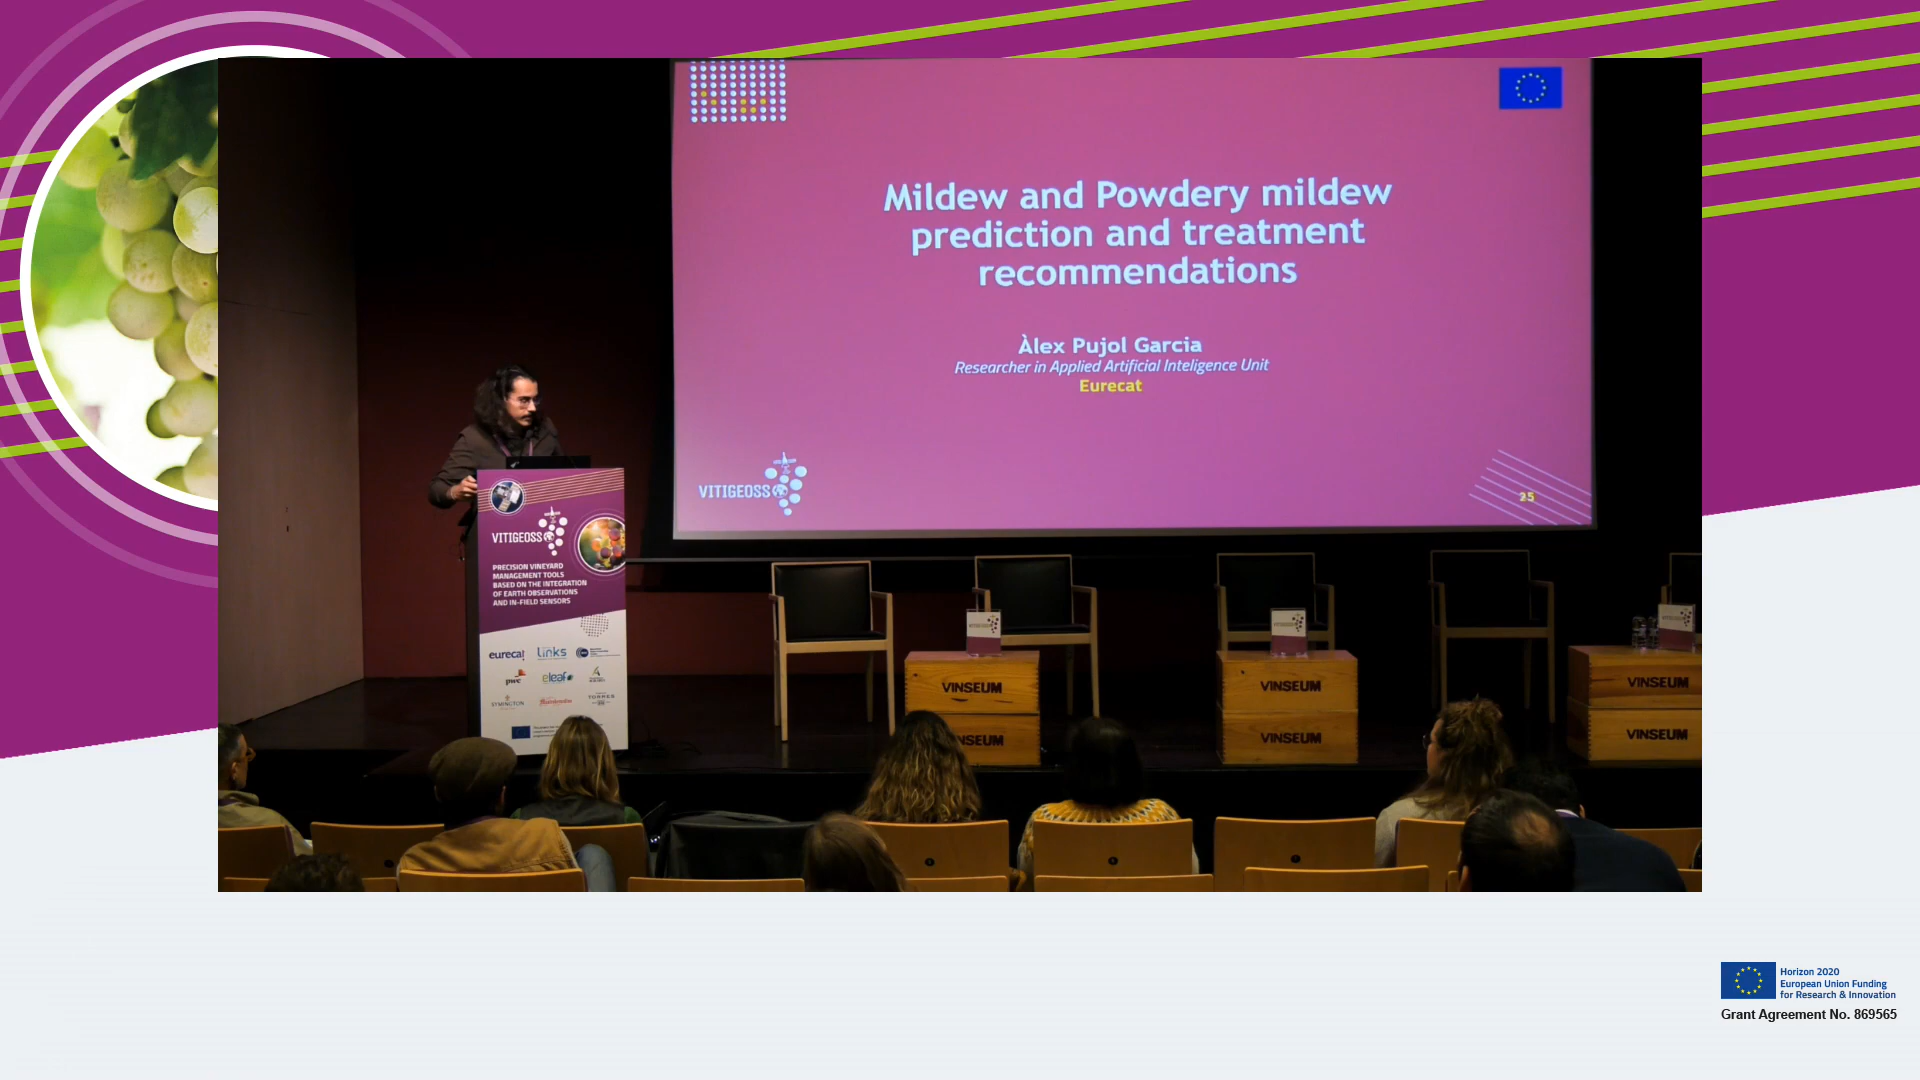 Mildew and Powdery mildew
prediction and treatment
recommendations
Àlex Pujol Garcia
Researcher in Applied Artificial Inteligence Unit
Eurecat
VITIGEOSS
25
VITIGEOSS
PRECISION VINEYARD
MANAGEMENT TOOLS
BASED ON THE INTEGRATION
OF EARTH OBSERVATIONS
AND IN-FIELD SENSORS
eurecat
links
pwc
eleaf
SYMINGTON
TORRES
VINSEUM
VINSEUM
VINSEUM
VINSEUM
VINSEUM
VINSEUM
Horizon 2020
European Union Funding
for Research & Innovation
Grant Agreement No. 869565